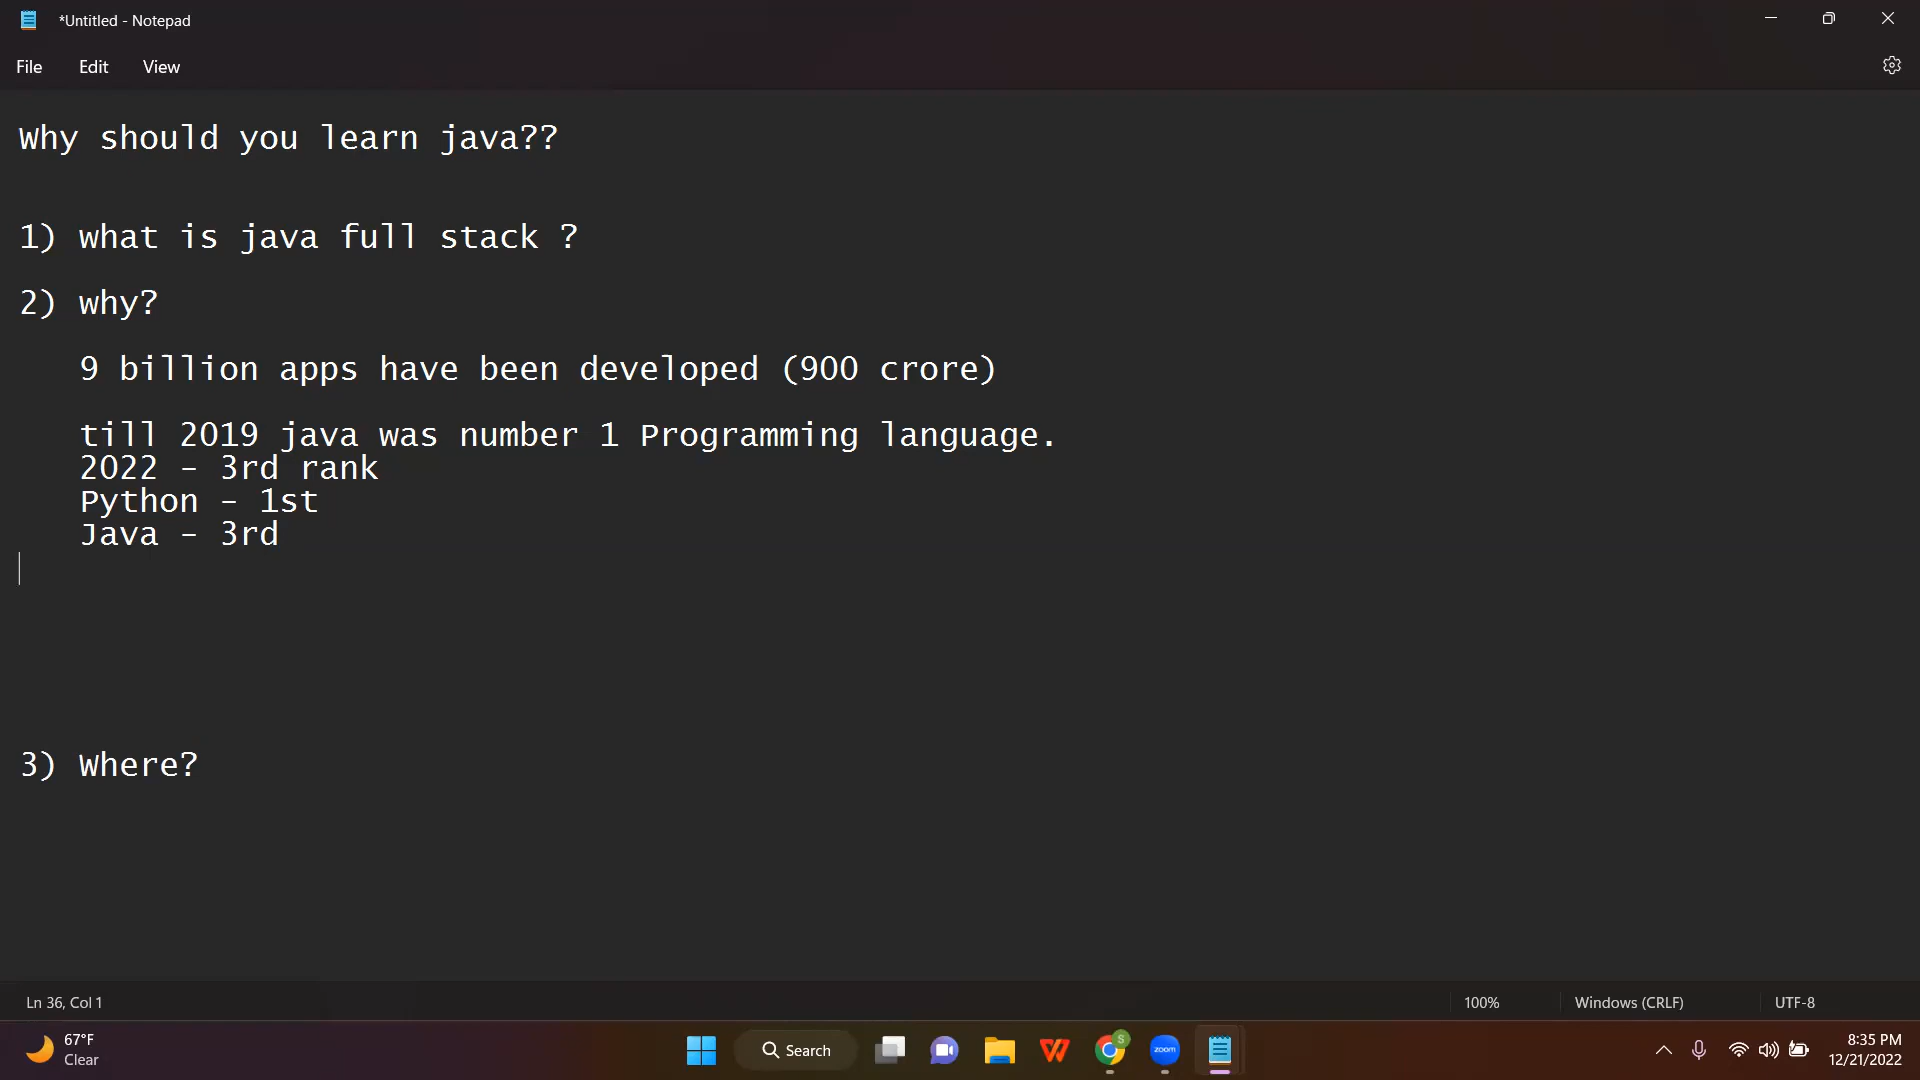 *Untitled - Notepad
File Edit View
Why should you learn java??
1) what is java full stack ?
2) why?
9 billion apps have been developed (900 crore)
till 2019 java was number 1 Programming language.
2022 - 3rd rank
Python - 1st
Java - 3rd
3) Where?
Ln 36, Col 1 100% Windows (CRLF) UTF-8
67°F
Clear
Search
S
zoom
8:35 PM
12/21/2022